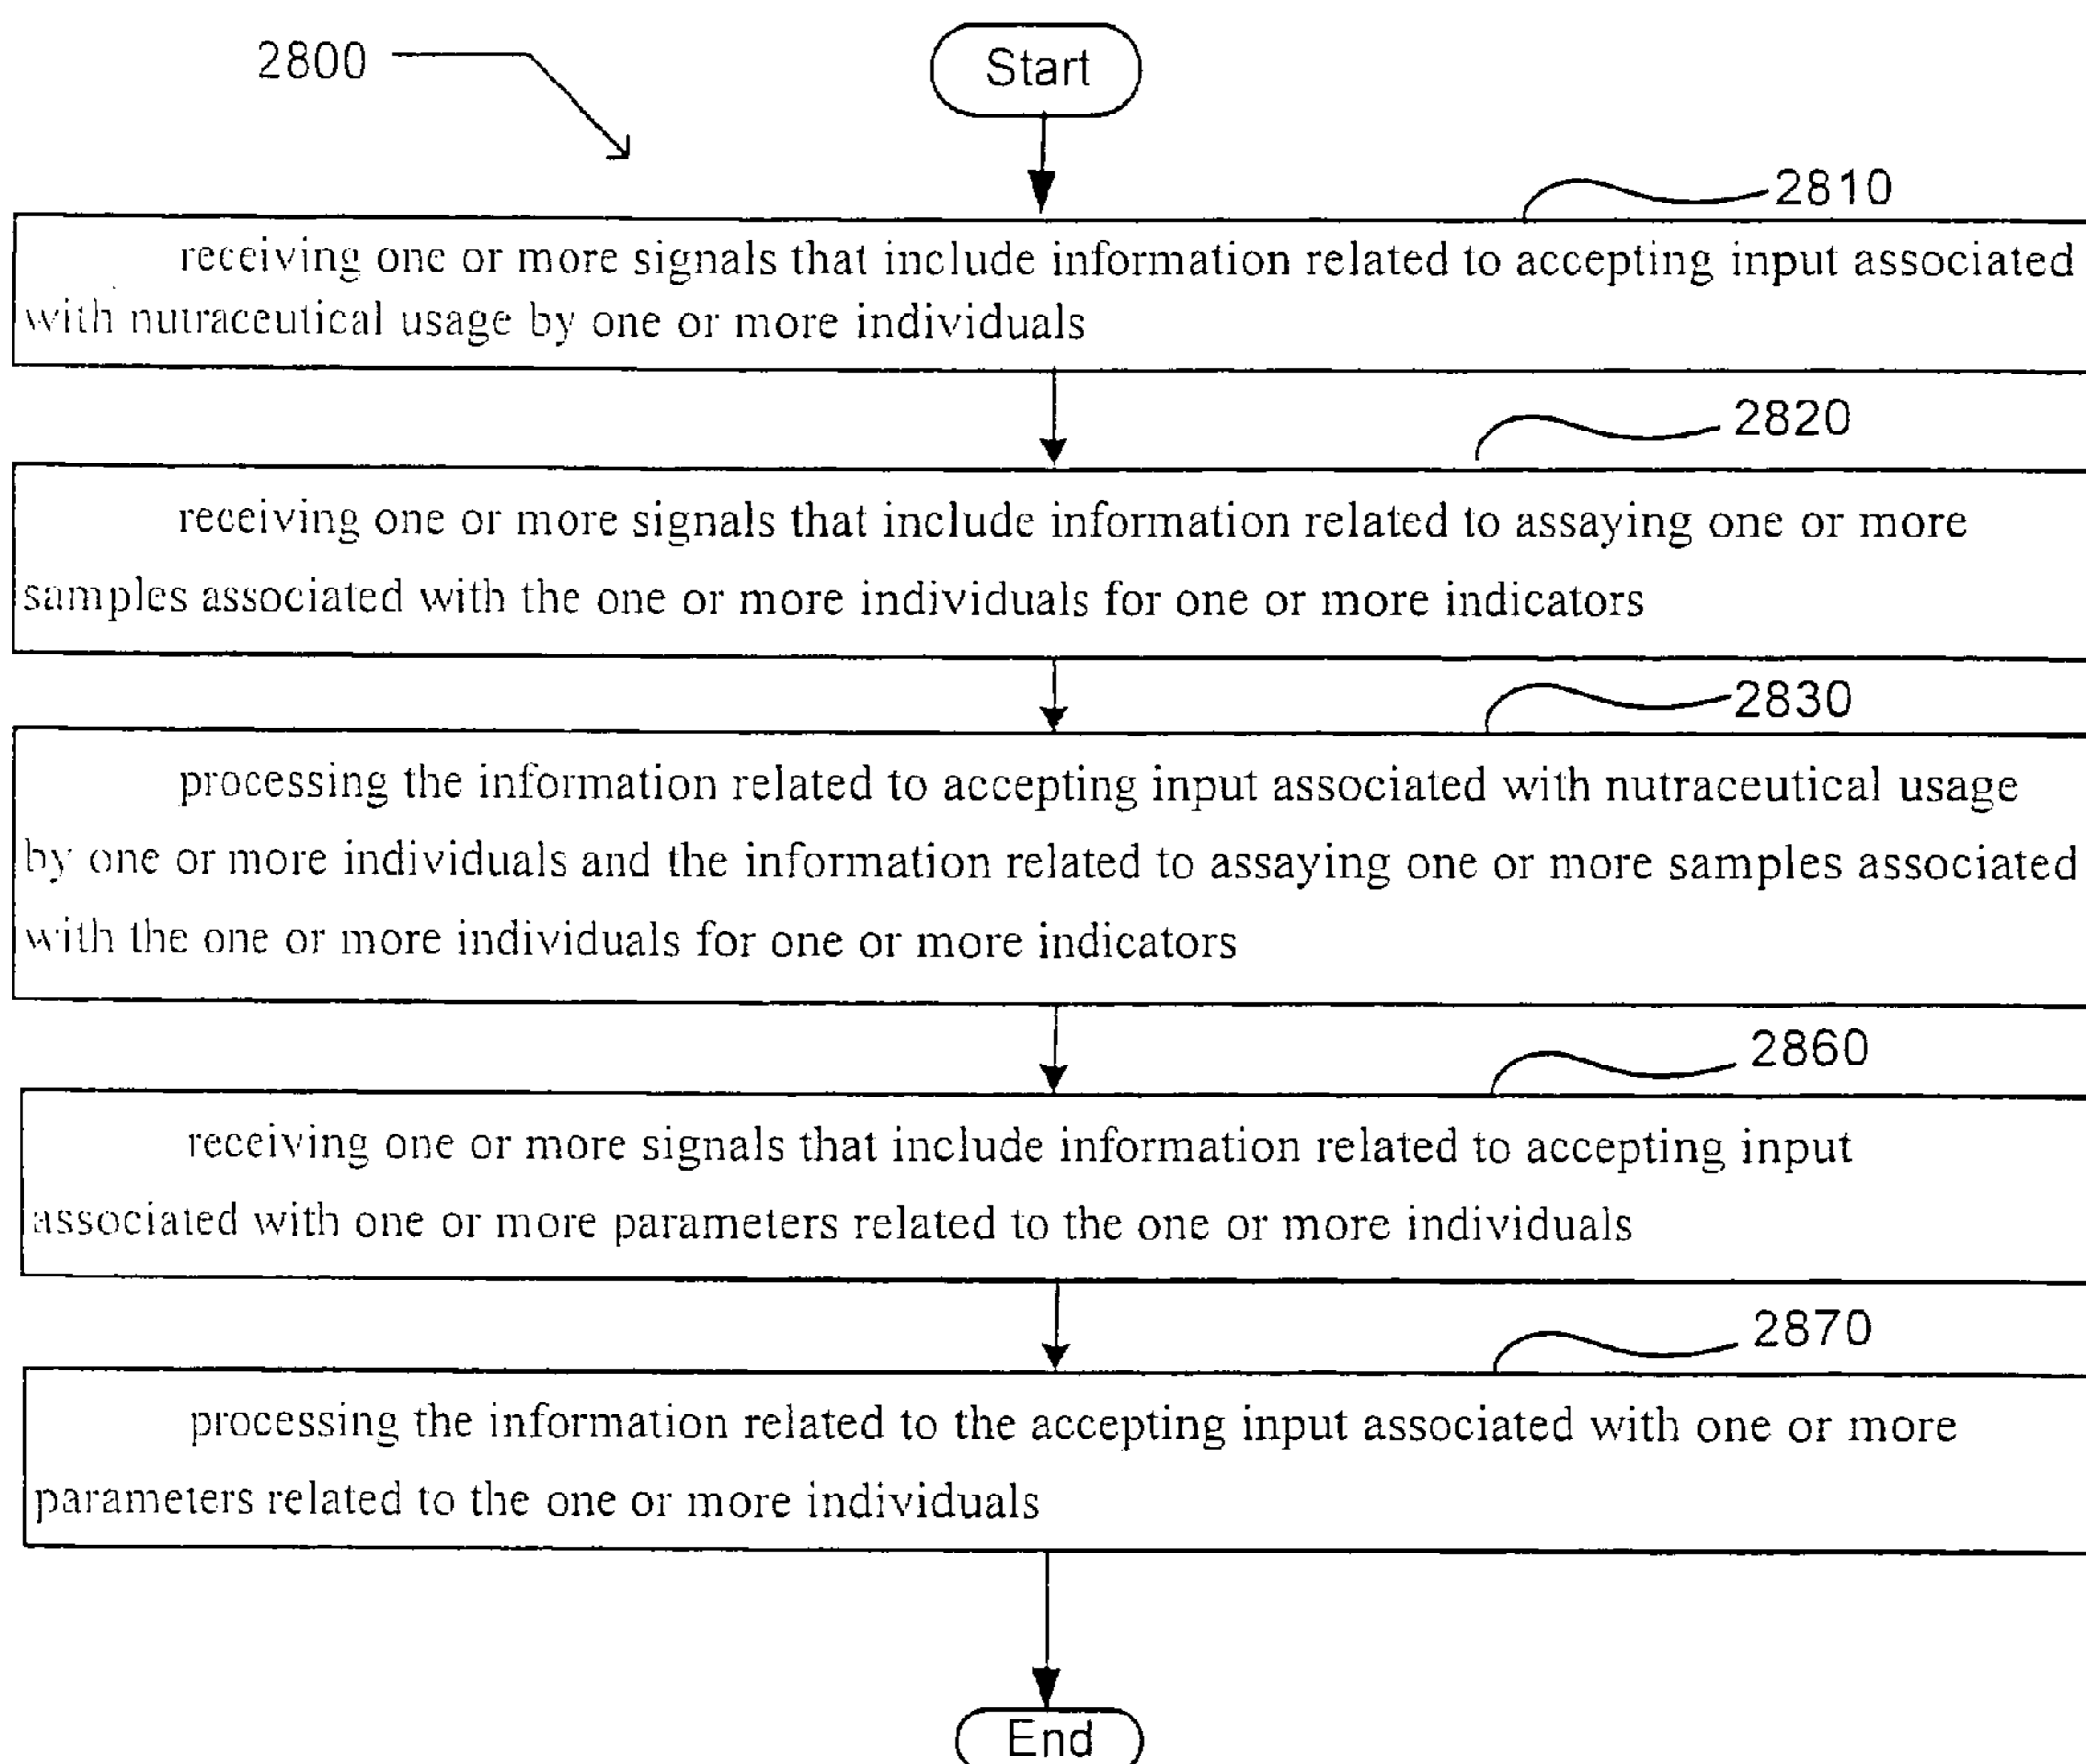 2800
Start
2810
receiving one or more signals that include information related to accepting input associated
with nutraceutical usage by one or more individuals
2820
receiving one or more signals that include information related to assaying one or more
samples associated with the one or more individuals for one or more indicators
2830
processing the information related to accepting input associated with nutraceutical usage
by one or more individuals and the information related to assaying one or more samples associated
with the one or more individuals for one or more indicators
2860
receiving one or more signals that include information related to accepting input
associated with one or more parameters related to the one or more individuals
2870
processing the information related to the accepting input associated with one or more
parameters related to the one or more individuals
End